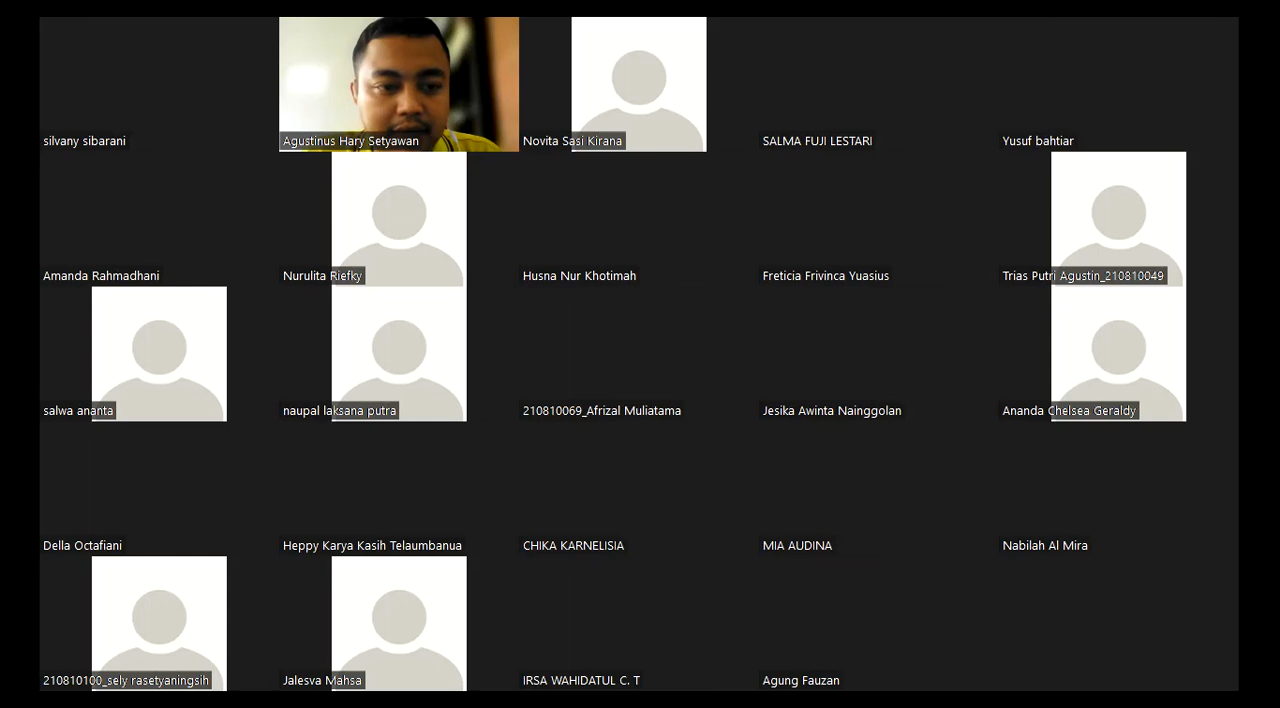 silvany sibarani
Agustinus Hary Setyawan
Novita Sasi Kirana
SALMA FUJI LESTARI
Yusuf bahtiar
Amanda Rahmadhani
Nurulita Riefky
Husna Nur Khotimah
Freticia Frivinca Yuasius
Trias Putri Agustin_210810049
salwa ananta
naupal laksana putra
210810069_Afrizal Muliatama
Jesika Awinta Nainggolan
Ananda Chelsea Geraldy
Della Octafiani
Heppy Karya Kasih Telaumbanua
CHIKA KARNELISIA
MIA AUDINA
Nabilah Al Mira
210810100_sely rasetyaningsih
Jalesva Mahsa
IRSA WAHIDATUL C. T
Agung Fauzan